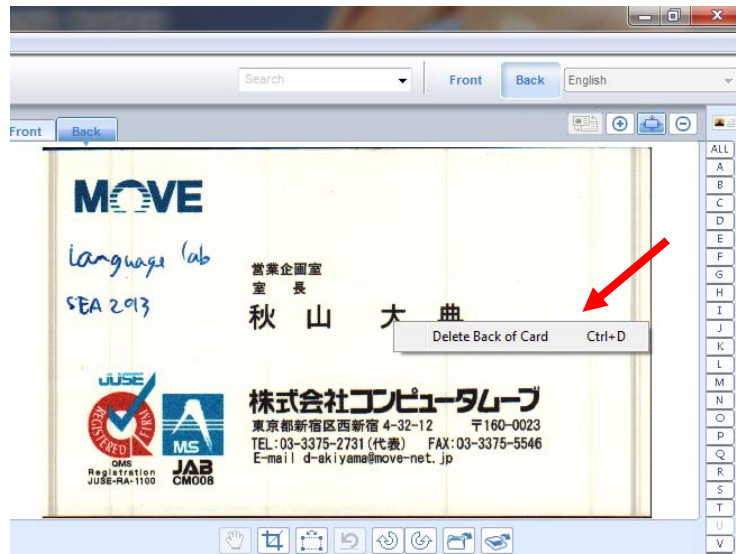 Search
Front
Back
English
Front
Back
ALL
A
B
C
D
E
F
G
H
I
J
K
L
M
N
O
P
Q
R
S
T
U
V
MOVE
Language lab
SEA 2013
営業企画室
室 長
秋 山 大 典
Delete Back of Card Ctrl+D
JUSE
REGISTERED FIRM
QMS
Registration
JUSE-RA-1100
MS
JAB
CM008
株式会社コンピュータムーブ
東京都新宿区西新宿 4-32-12 〒160-0023
TEL:03-3375-2731(代表) FAX:03-3375-5546
E-mail d-akiyama@move-net.jp